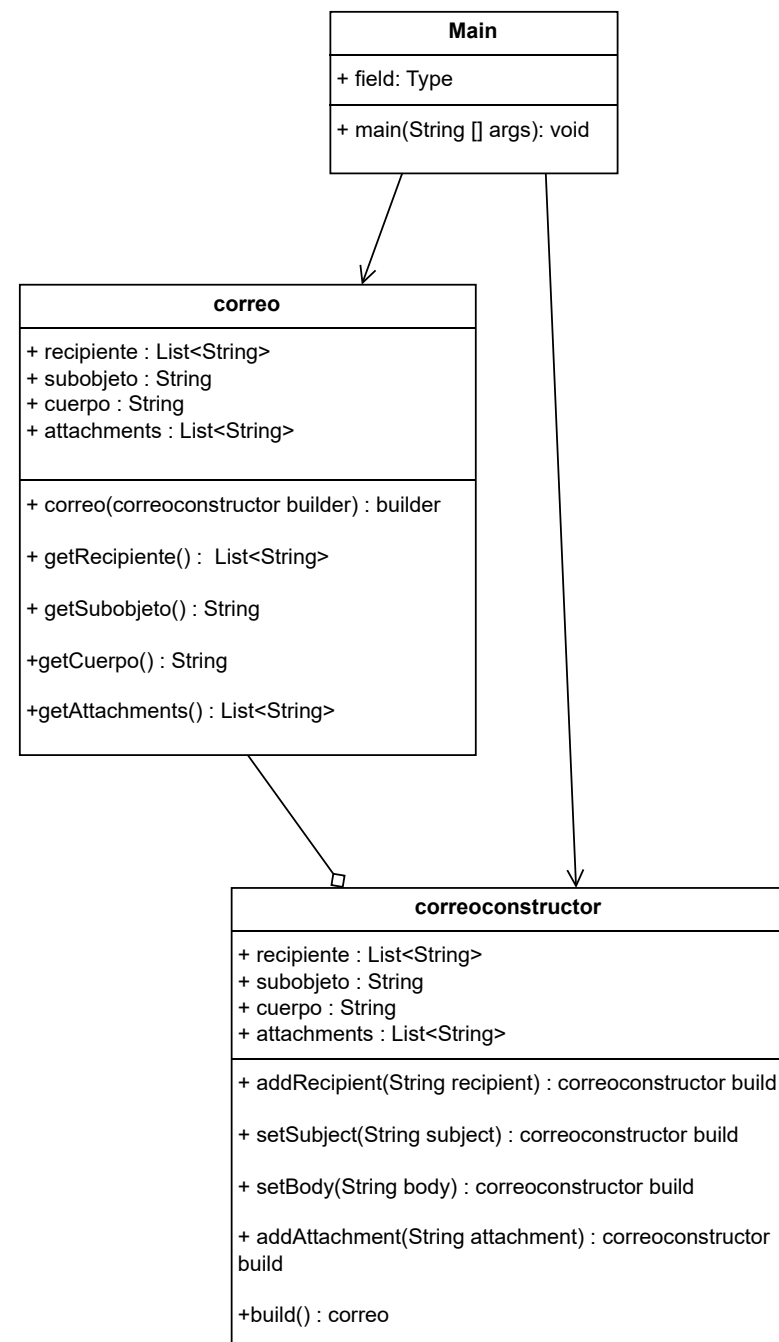 Main
+ field: Type
+ main(String [] args): void
correo
+ recipiente : List<String>
+ subobjeto : String
+ cuerpo : String
+ attachments : List<String>
+ correo(correoconstructor builder) : builder
+ getRecipiente() :  List<String>
+ getSubobjeto() : String
+getCuerpo() : String
+getAttachments() : List<String>
correoconstructor
+ recipiente : List<String>
+ subobjeto : String
+ cuerpo : String
+ attachments : List<String>
+ addRecipient(String recipient) : correoconstructor build
+ setSubject(String subject) : correoconstructor build
+ setBody(String body) : correoconstructor build
+ addAttachment(String attachment) : correoconstructor
build
+build() : correo